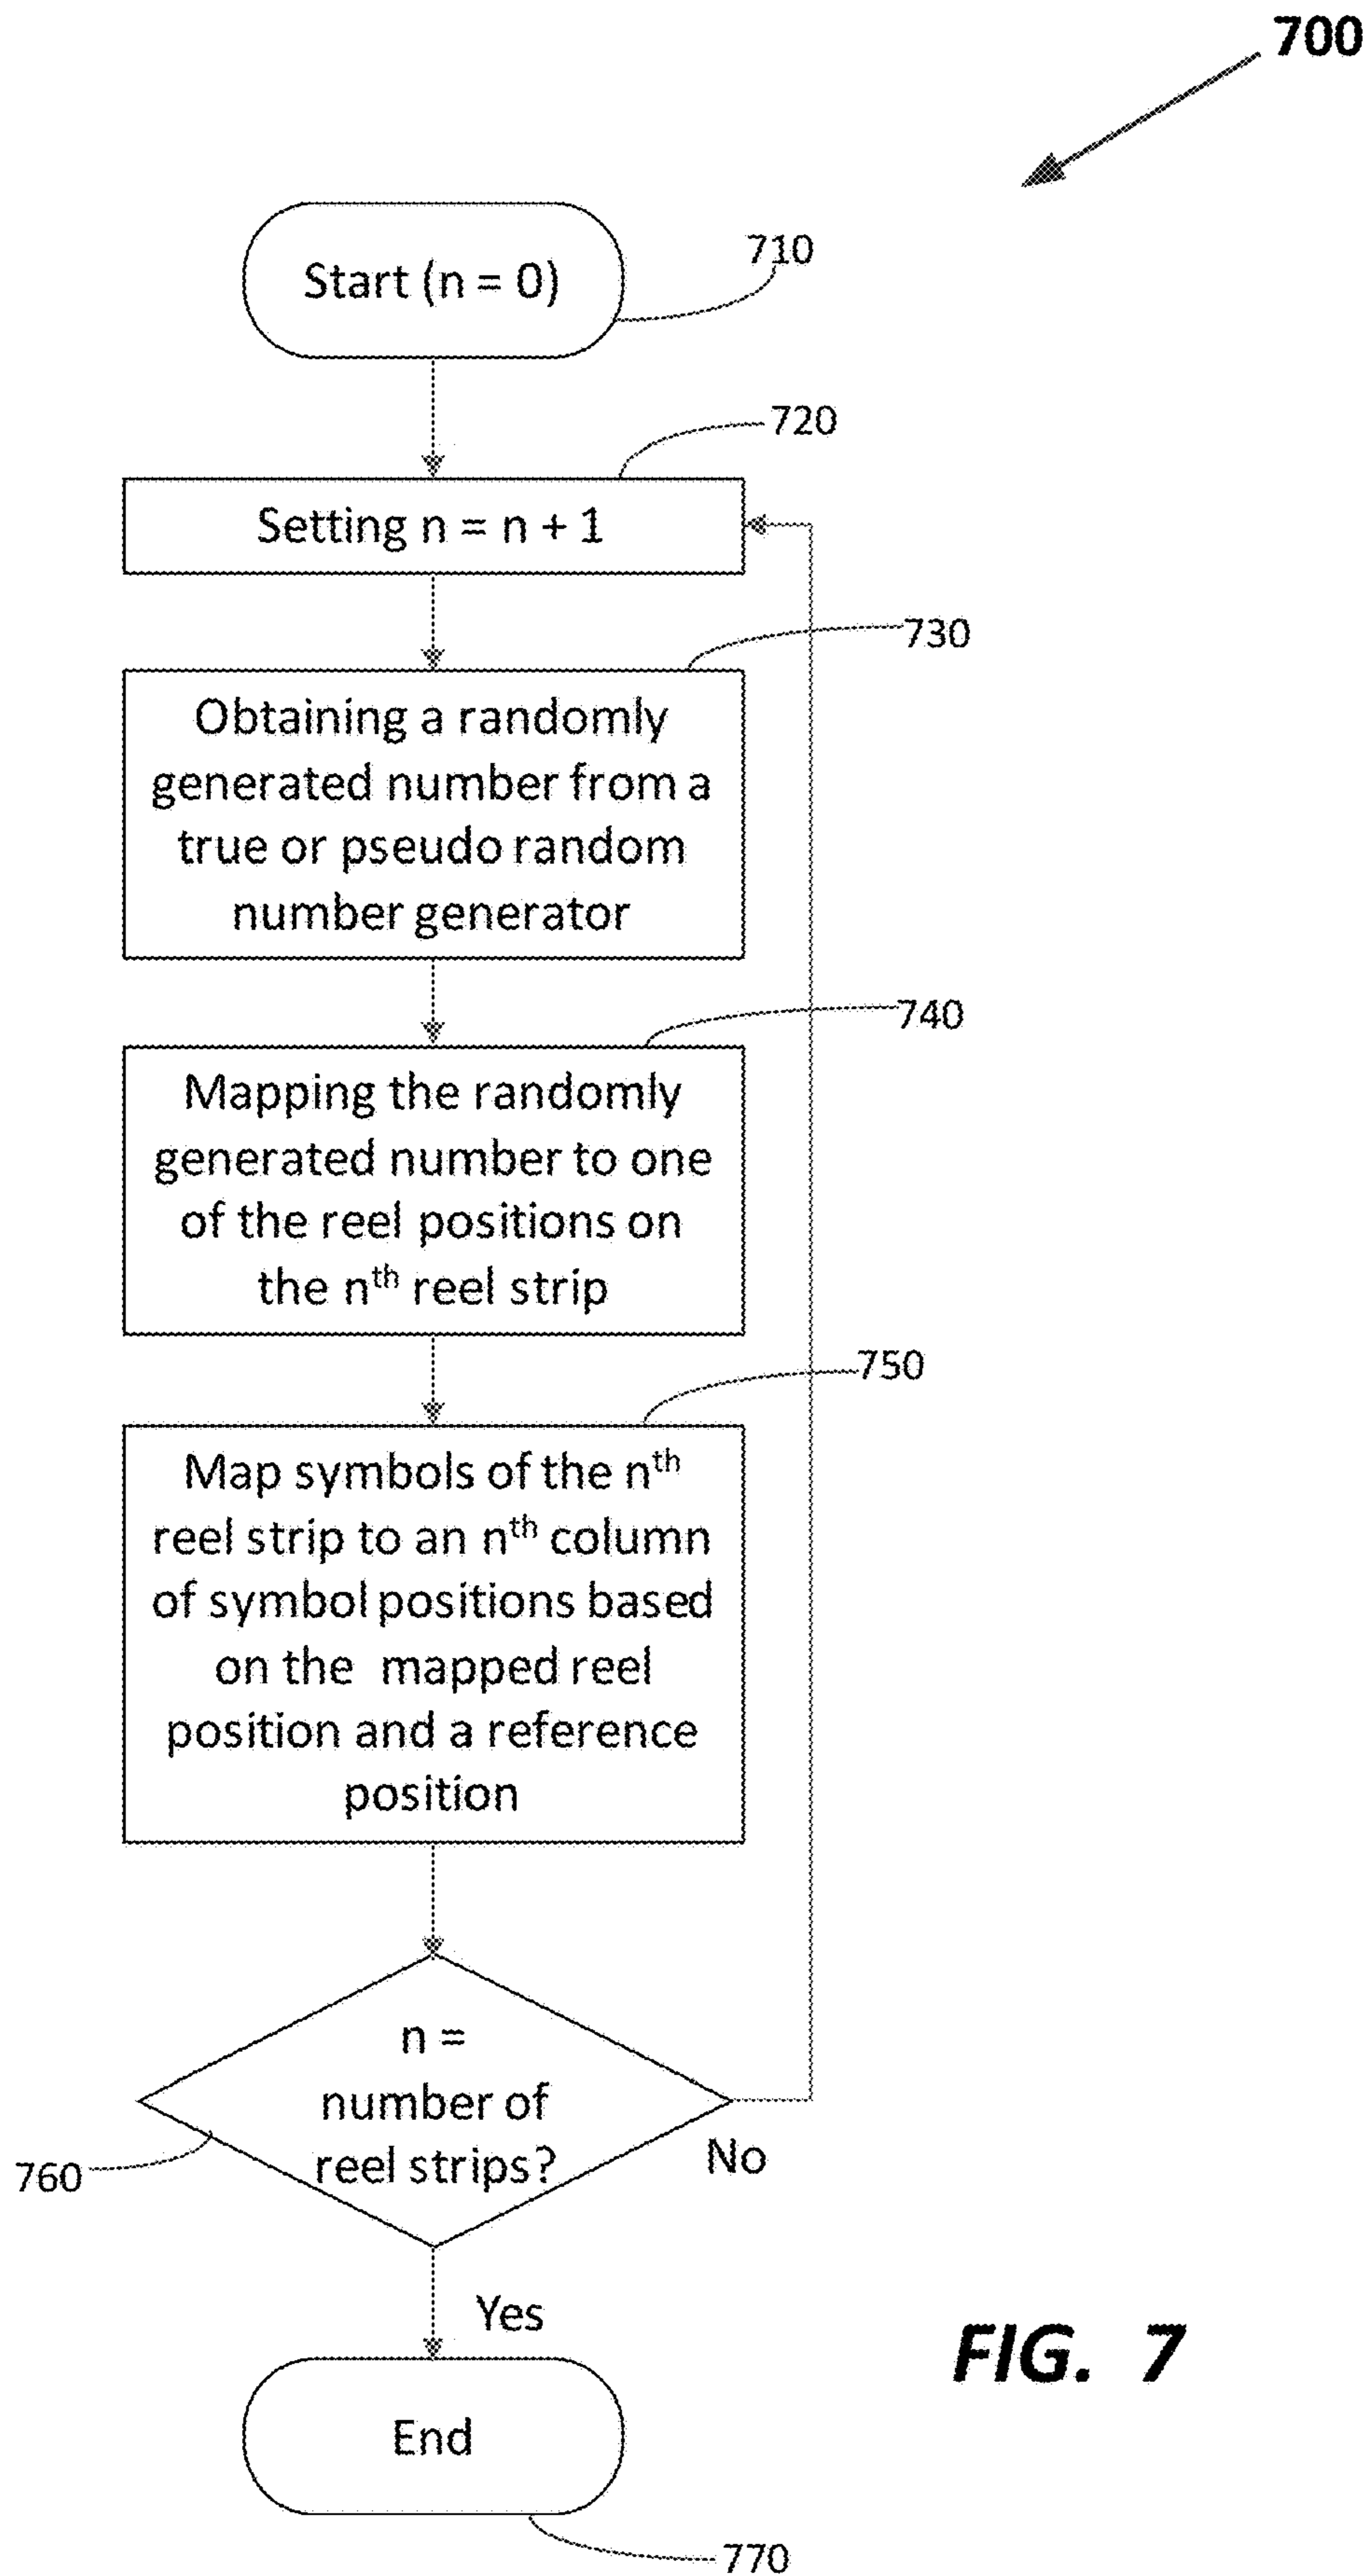 700
Start (n = 0)
710
720
Setting n = n + 1
730
Obtaining a randomly
generated number from a
true or pseudo random
number generator
740
Mapping the randomly
generated number to one
of the reel positions on
the nth reel strip
750
Map symbols of the nth
reel strip to an nth column
of symbol positions based
on the mapped reel
position and a reference
position
n =
number of
reel strips?
760
No
Yes
End
770
FIG. 7